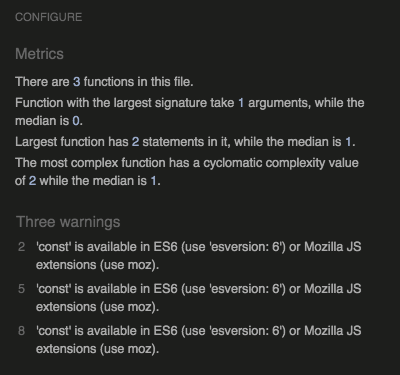 CONFIGURE
Metrics
There are 3 functions in this file.
Function with the largest signature take 1 arguments, while the
median is 0.
Largest function has 2 statements in it, while the median is 1.
The most complex function has a cyclomatic complexity value
of 2 while the median is 1.
Three warnings
2 'const' is available in ES6 (use 'esversion: 6') or Mozilla JS
extensions (use moz).
5 'const' is available in ES6 (use 'esversion: 6') or Mozilla JS
extensions (use moz).
8 'const' is available in ES6 (use 'esversion: 6') or Mozilla JS
extensions (use moz).